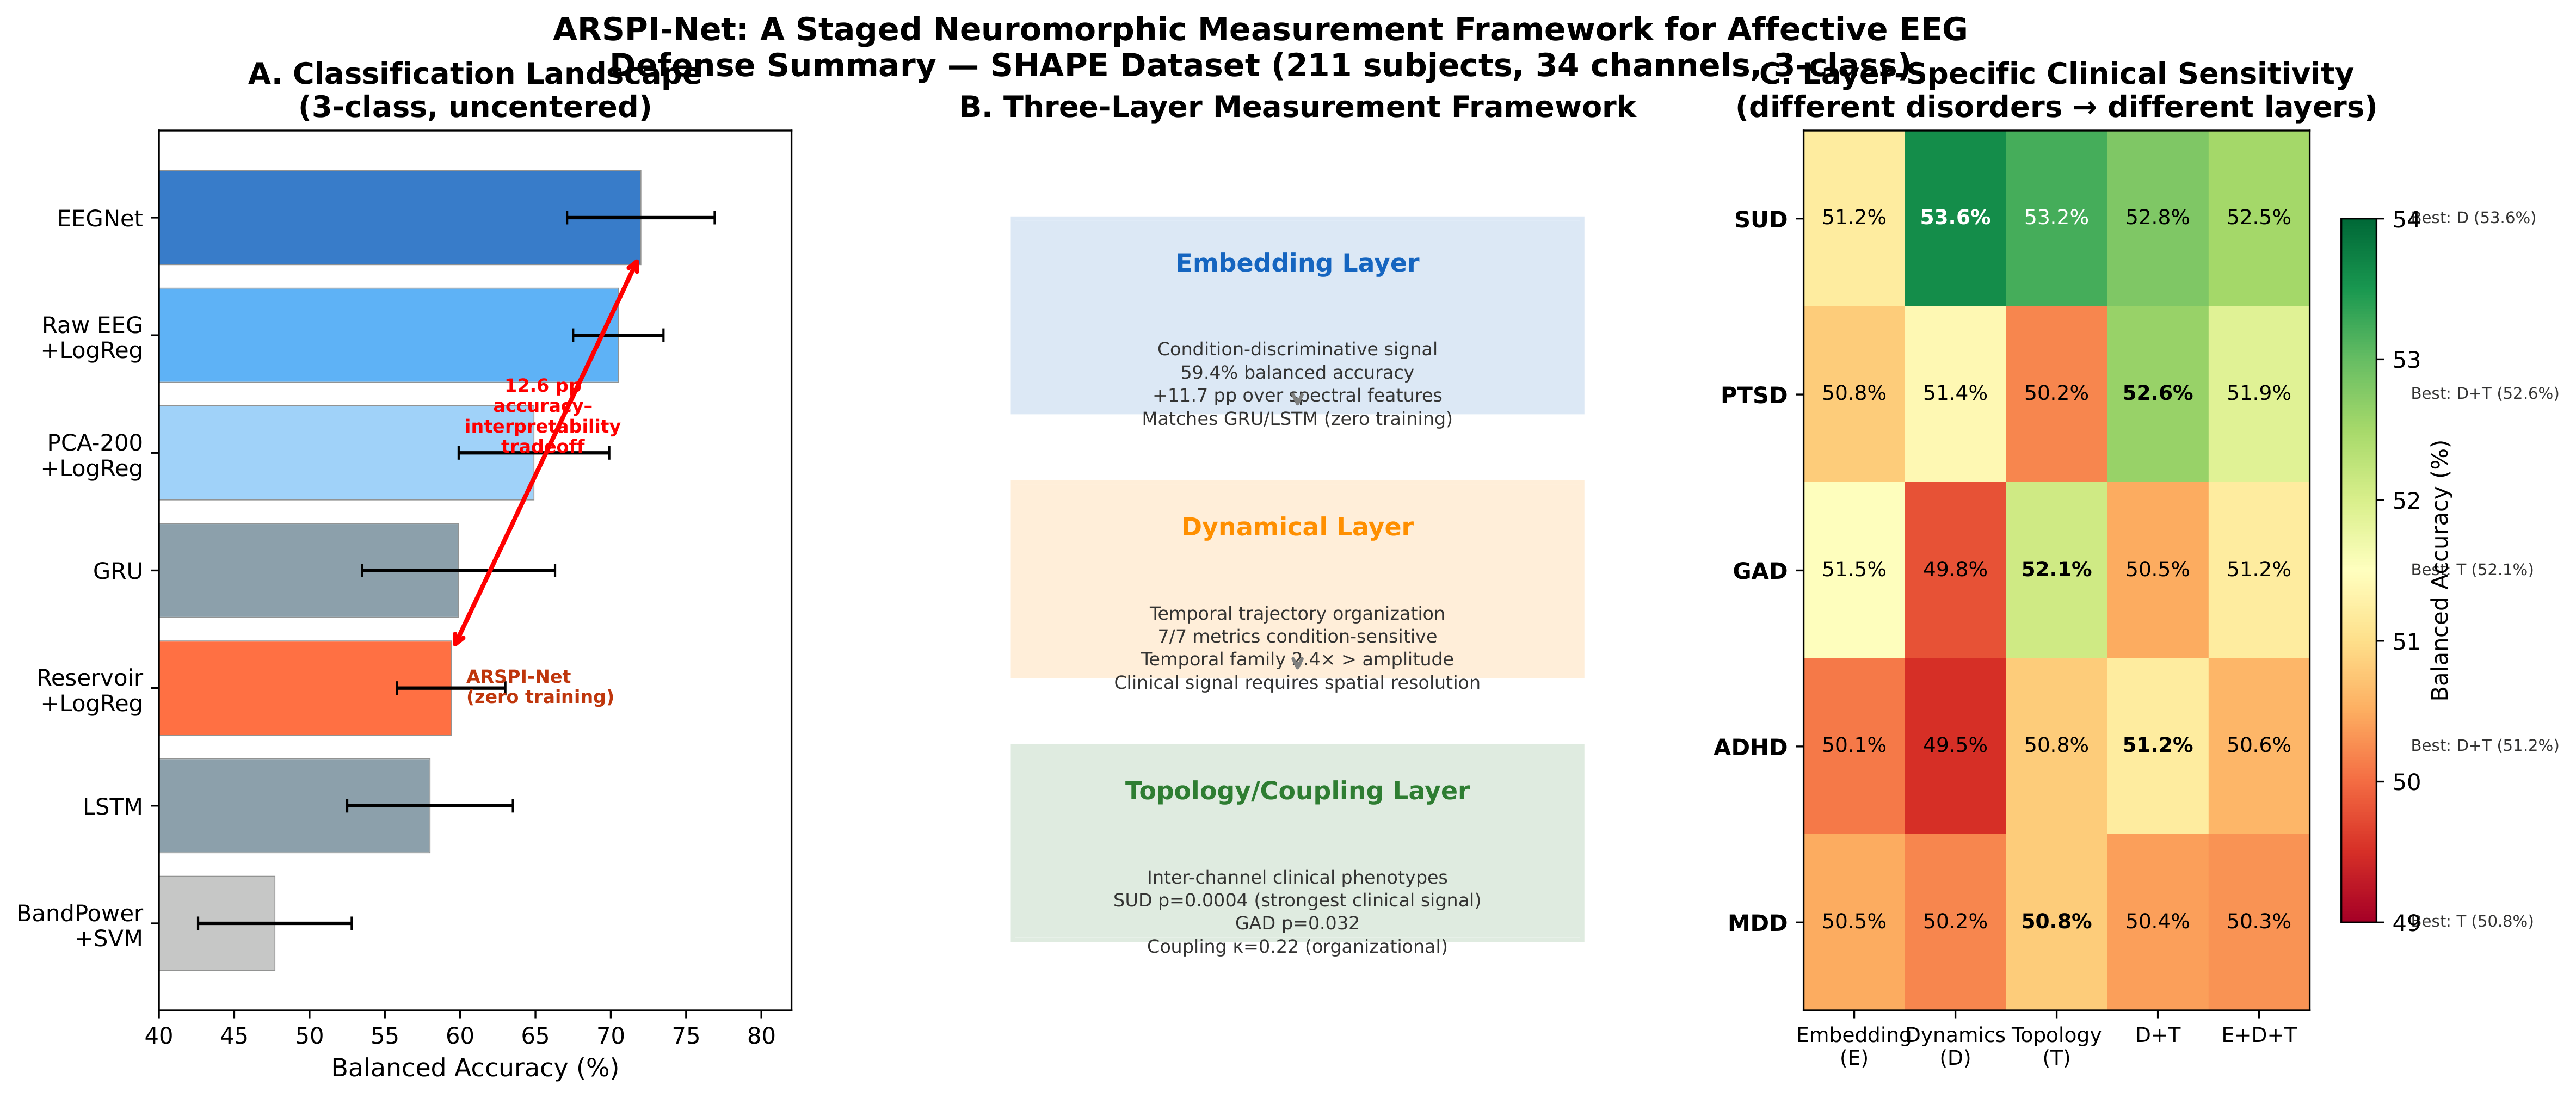 ARSPI-Net: A Staged Neuromorphic Measurement Framework for Affective EEG
Defense Summary — SHAPE Dataset (211 subjects, 34 channels, 3-class)
A. Classification Landscape
(3-class, uncentered)
EEGNet
Raw EEG
+LogReg
PCA-200
+LogReg
GRU
Reservoir
+LogReg
LSTM
BandPower
+SVM
12.6 pp
accuracy–
interpretability
tradeoff
ARSPI-Net
(zero training)
40 45 50 55 60 65 70 75 80
Balanced Accuracy (%)
B. Three-Layer Measurement Framework
Embedding Layer
Condition-discriminative signal
59.4% balanced accuracy
+11.7 pp over spectral features
Matches GRU/LSTM (zero training)
Dynamical Layer
Temporal trajectory organization
7/7 metrics condition-sensitive
Temporal family 2.4× > amplitude
Clinical signal requires spatial resolution
Topology/Coupling Layer
Inter-channel clinical phenotypes
SUD p=0.0004 (strongest clinical signal)
GAD p=0.032
Coupling κ=0.22 (organizational)
C. Layer-Specific Clinical Sensitivity
(different disorders → different layers)
SUD 51.2% 53.6% 53.2% 52.8% 52.5% Best: D (53.6%)
PTSD 50.8% 51.4% 50.2% 52.6% 51.9% Best: D+T (52.6%)
GAD 51.5% 49.8% 52.1% 50.5% 51.2% Best: T (52.1%)
ADHD 50.1% 49.5% 50.8% 51.2% 50.6% Best: D+T (51.2%)
MDD 50.5% 50.2% 50.8% 50.4% 50.3% Best: T (50.8%)
Embedding Dynamics Topology D+T E+D+T
(E) (D) (T)
54
53
52
51
50
49
Balanced Accuracy (%)